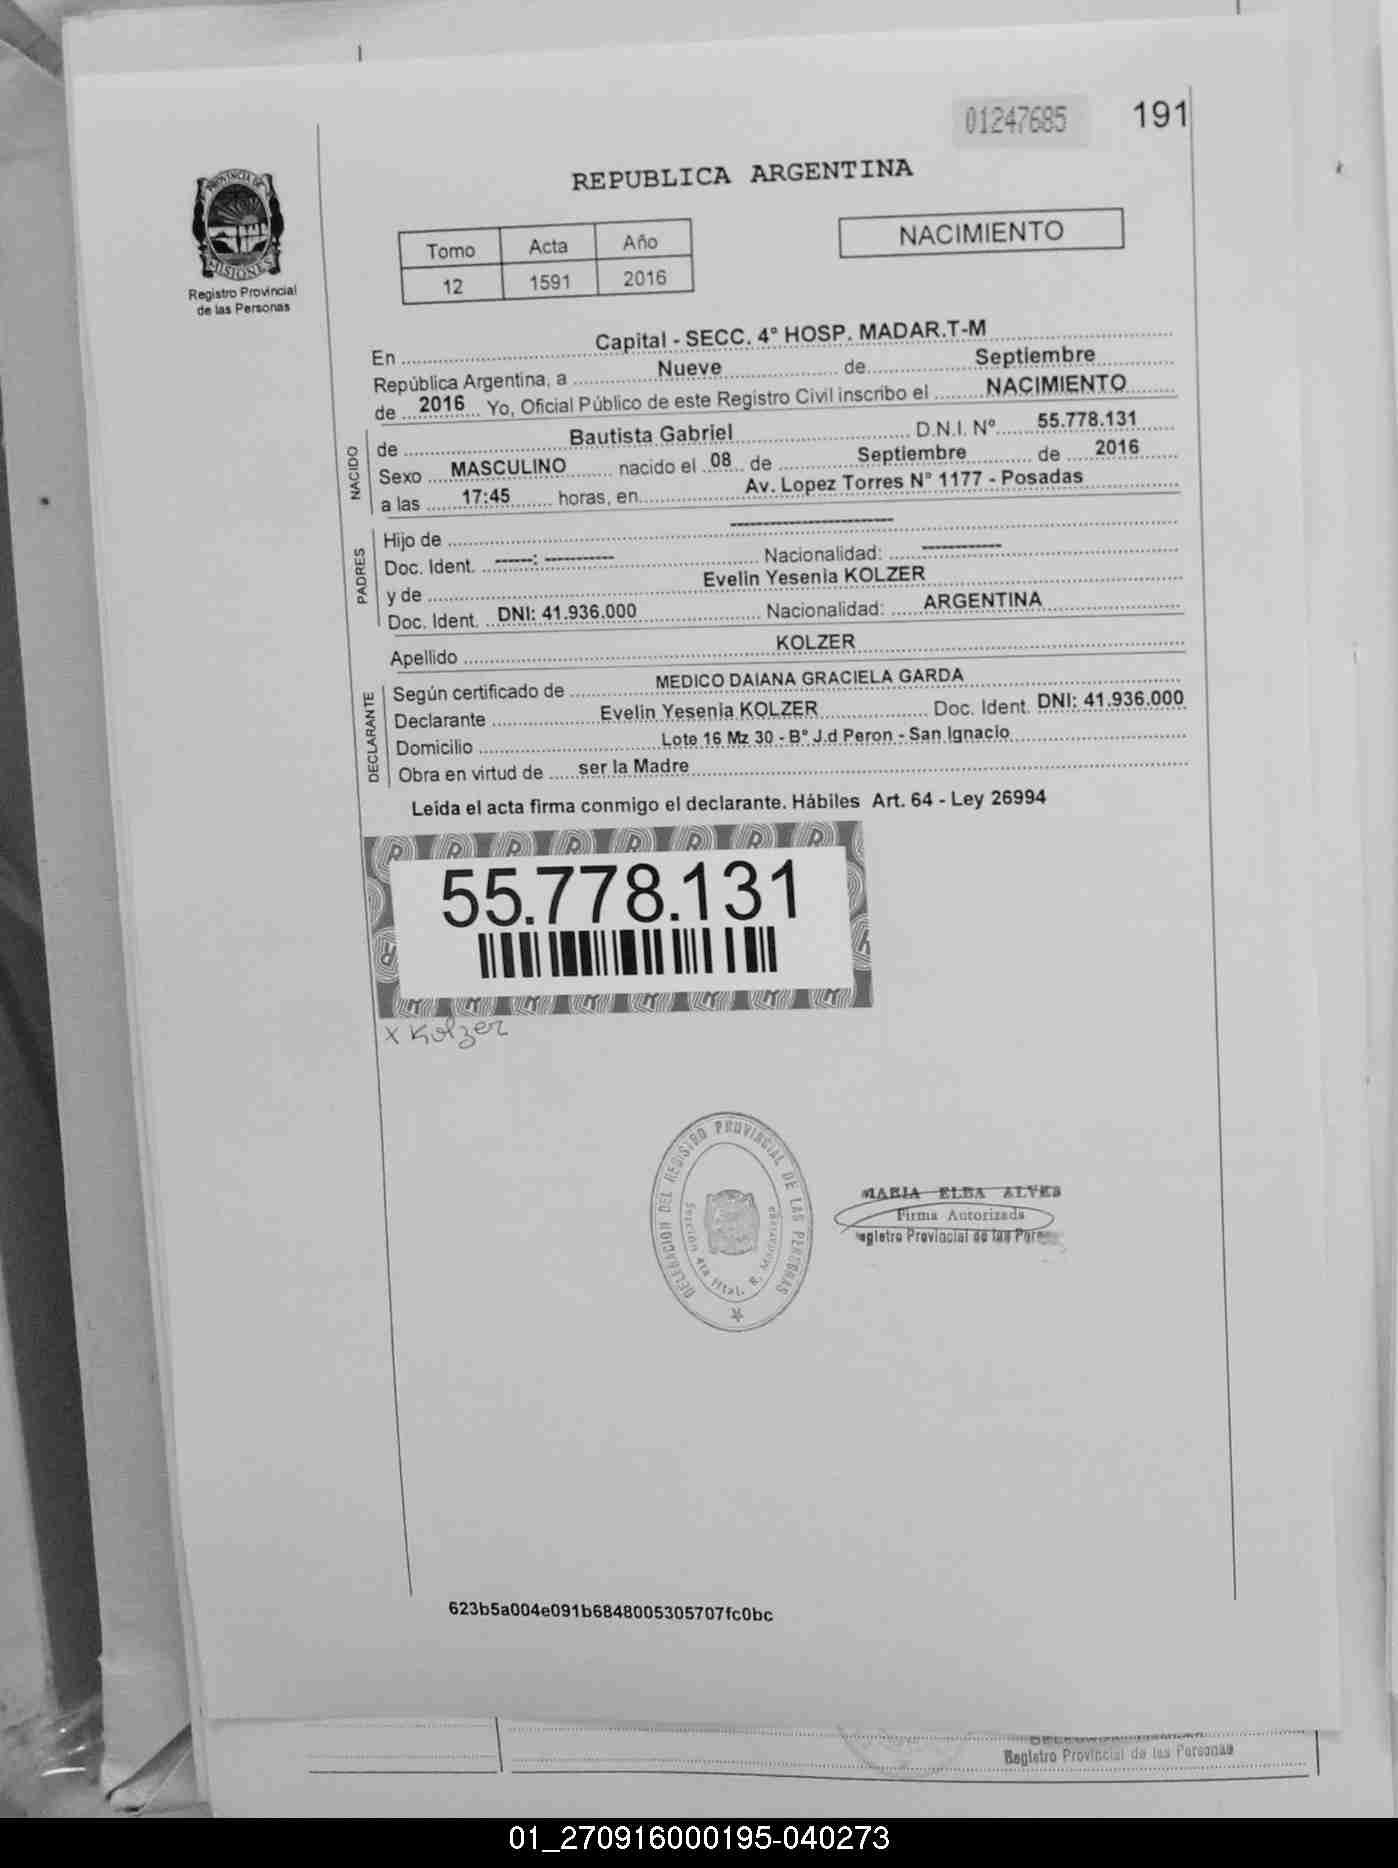 01247685 191
REPUBLICA ARGENTINA
PROVINCIA DE
MISIONES
Registro Provincial
de las Personas
Tomo Acta Año
12 1591 2016
NACIMIENTO
En Capital - SECC. 4° HOSP. MADAR.T-M
República Argentina, a Nueve de Septiembre
de 2016 Yo, Oficial Público de este Registro Civil inscribo el NACIMIENTO
NACIDO
de Bautista Gabriel D.N.I. N° 55.778.131
Sexo MASCULINO nacido el 08 de Septiembre de 2016
a las 17:45 horas, en Av. Lopez Torres N° 1177 - Posadas
PADRES
Hijo de ------------------------
Doc. Ident. ------: ----------- Nacionalidad: ------------
y de Evelin Yesenia KOLZER
Doc. Ident. DNI: 41.936.000 Nacionalidad: ARGENTINA
Apellido KOLZER
DECLARANTE
Según certificado de MEDICO DAIANA GRACIELA GARDA
Declarante Evelin Yesenia KOLZER Doc. Ident. DNI: 41.936.000
Domicilio Lote 16 Mz 30 - B° J.d Peron - San Ignacio
Obra en virtud de ser la Madre
Leída el acta firma conmigo el declarante. Hábiles Art. 64 - Ley 26994
55.778.131
x Kolzer
DELEGACION DEL REGISTRO PROVINCIAL DE LAS PERSONAS
Sección 4ta Htal. R. Madariaga
MARIA ELBA ALVES
Firma Autorizada
Registro Provincial de las Pers
623b5a004e091b6848005305707fc0bc
Registro Provincial de las Personas
01_270916000195-040273